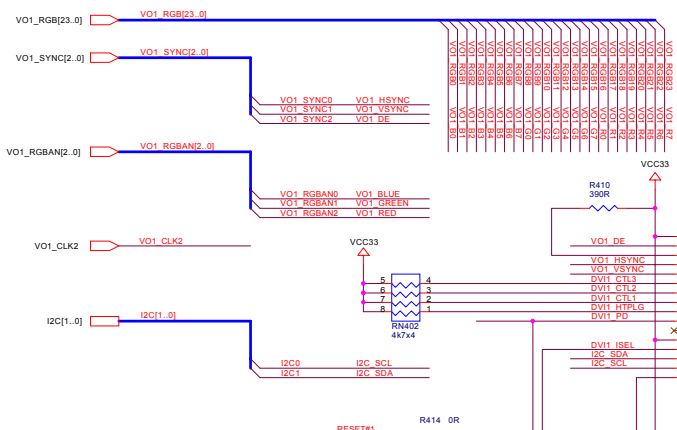 VO1_RGB[23..0]
VO1_RGB[23..0]
VO1_SYNC[2..0]
VO1_SYNC[2..0]
VO1_SYNC0 VO1_HSYNC
VO1_SYNC1 VO1_VSYNC
VO1_SYNC2 VO1_DE
VO1_RGB0 VO1_B0
VO1_RGB1 VO1_B1
VO1_RGB2 VO1_B2
VO1_RGB3 VO1_B3
VO1_RGB4 VO1_B4
VO1_RGB5 VO1_B5
VO1_RGB6 VO1_B6
VO1_RGB7 VO1_B7
VO1_RGB8 VO1_G0
VO1_RGB9 VO1_G1
VO1_RGB10 VO1_G2
VO1_RGB11 VO1_G3
VO1_RGB12 VO1_G4
VO1_RGB13 VO1_G5
VO1_RGB14 VO1_G6
VO1_RGB15 VO1_G7
VO1_RGB16 VO1_R0
VO1_RGB17 VO1_R1
VO1_RGB18 VO1_R2
VO1_RGB19 VO1_R3
VO1_RGB20 VO1_R4
VO1_RGB21 VO1_R5
VO1_RGB22 VO1_R6
VO1_RGB23 VO1_R7
VO1_RGBAN[2..0]
VO1_RGBAN[2..0]
VO1_RGBAN0 VO1_BLUE
VO1_RGBAN1 VO1_GREEN
VO1_RGBAN2 VO1_RED
VCC33
R410
390R
VO1_CLK2
VO1_CLK2
VCC33
5 4
6 3
7 2
8 1
RN402
4k7x4
VO1_DE
VO1_HSYNC
VO1_VSYNC
DVI1_CTL3
DVI1_CTL2
DVI1_CTL1
DVI1_HTPLG
DVI1_PD
DVI1_ISEL
I2C_SDA
I2C_SCL
I2C[1..0]
I2C[1..0]
I2C0 I2C_SCL
I2C1 I2C_SDA
R414 0R
RESET#1